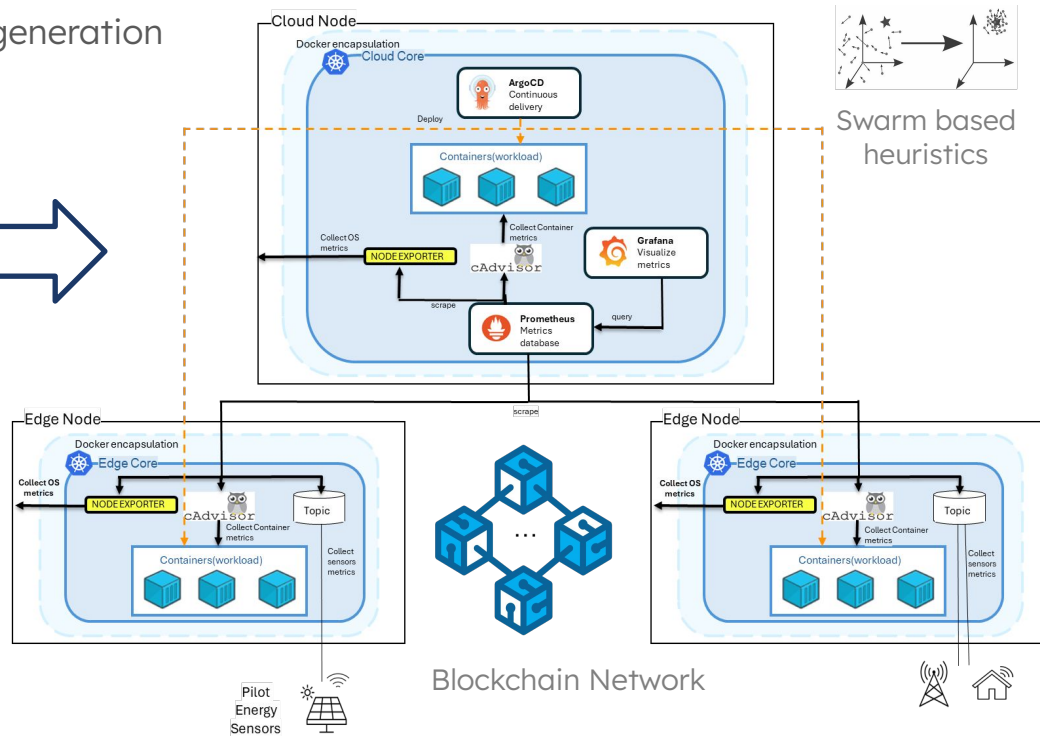 generation
Cloud Node
Docker encapsulation
Cloud Core
ArgoCD
Continuous
delivery
Deploy
Containers(workload)
Collect Container
metrics
Collect OS
metrics
NODE EXPORTER
cAdvisor
Grafana
Visualize
metrics
scrape
Prometheus
Metrics
database
query
Swarm based
heuristics
scrape
Edge Node
Docker encapsulation
Edge Core
Collect OS
metrics
NODE EXPORTER
cAdvisor
Topic
Collect Container
metrics
Containers(workload)
Collect
sensors
metrics
Pilot
Energy
Sensors
...
Blockchain Network
Edge Node
Docker encapsulation
Edge Core
Collect OS
metrics
NODE EXPORTER
cAdvisor
Topic
Collect Container
metrics
Containers(workload)
Collect
sensors
metrics